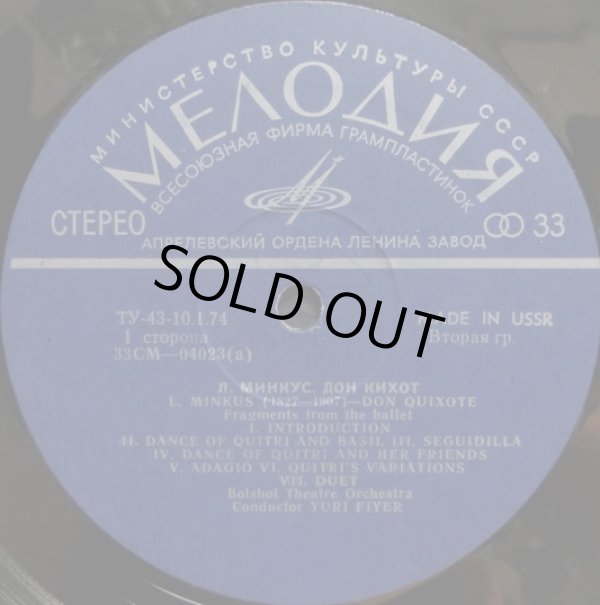 МИНИСТЕРСТВО КУЛЬТУРЫ СССР
МЕЛОДИЯ
ВСЕСОЮЗНАЯ ФИРМА ГРАМПЛАСТИНОК
СТЕРЕО 33
АПРЕЛЕВСКИЙ ОРДЕНА ЛЕНИНА ЗАВОД
SOLD OUT
ТУ-43-10.1.74 MADE IN USSR
1 сторона Вторая гр.
33СМ—04023(а)
Л. МИНКУС. ДОН КИХОТ
L. MINKUS (1827—1907)—DON QUIXOTE
Fragments from the ballet
I. INTRODUCTION
II. DANCE OF QUITRI AND BASIL III. SEGUIDILLA
IV. DANCE OF QUITRI AND HER FRIENDS
V. ADAGIO VI. QUITRI'S VARIATIONS
VII. DUET
Bolshoi Theatre Orchestra
Conductor YURI FIYER